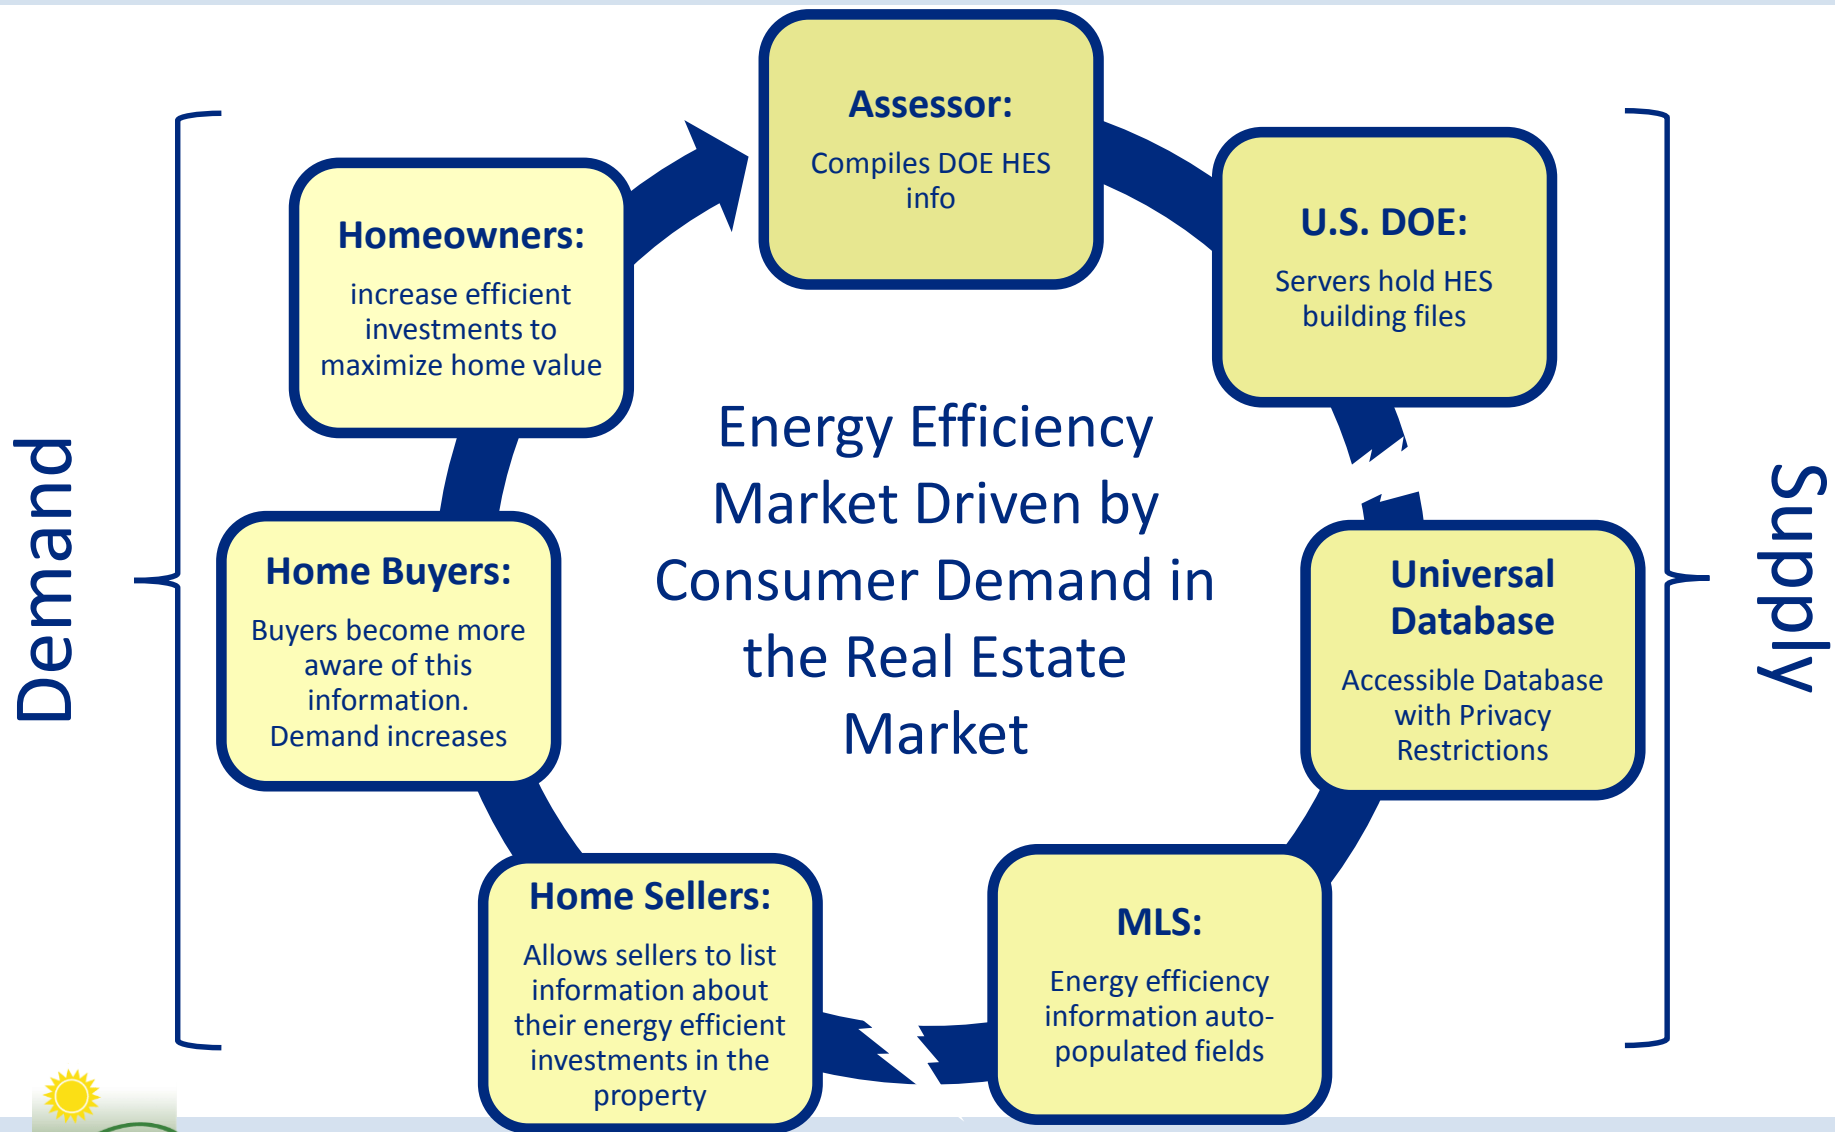 Assessor:
Compiles DOE HES
info
U.S. DOE:
Servers hold HES
building files
Universal
Database
Accessible Database
with Privacy
Restrictions
MLS:
Energy efficiency
information auto-
populated fields
Home Sellers:
Allows sellers to list
information about
their energy efficient
investments in the
property
Home Buyers:
Buyers become more
aware of this
information.
Demand increases
Homeowners:
increase efficient
investments to
maximize home value
Energy Efficiency
Market Driven by
Consumer Demand in
the Real Estate
Market
Demand
Supply